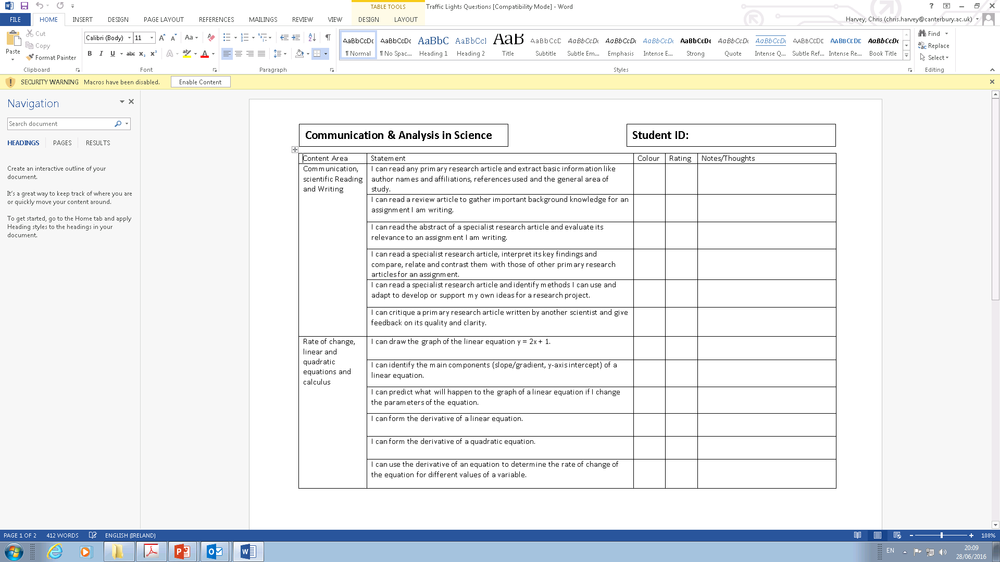 TABLE TOOLS
Traffic Lights Questions [Compatibility Mode] - Word
FILE HOME INSERT DESIGN PAGE LAYOUT REFERENCES MAILINGS REVIEW VIEW DESIGN LAYOUT
Harvey, Chris (chris.harvey@canterbury.ac.uk)
Paste
Cut
Copy
Format Painter
Clipboard
Calibri (Body) 11
Font
Paragraph
AaBbCcDc AaBbCcDc AaBbC AaBbCcI AaB AaBbCcD AaBbCcDc AaBbCcDc AaBbCcDc AaBbCcDc AaBbCcDc AaBbCcDc AaBbCcDc AaBbCcDc AaBbCcDc
¶ Normal ¶ No Spac... Heading 1 Heading 2 Title Subtitle Subtle Em... Emphasis Intense E... Strong Quote Intense Q... Subtle Ref... Intense Re... Book Title
Styles
Find
Replace
Select
Editing
SECURITY WARNING Macros have been disabled. Enable Content
Navigation
Search document
HEADINGS PAGES RESULTS
Create an interactive outline of your
document.
It's a great way to keep track of where you are
or quickly move your content around.
To get started, go to the Home tab and apply
Heading styles to the headings in your
document.
Communication & Analysis in Science
Student ID:
Content Area Statement Colour Rating Notes/Thoughts
Communication,
scientific Reading
and Writing
I can read any primary research article and extract basic information like
author names and affiliations, references used and the general area of
study.
I can read a review article to gather important background knowledge for an
assignment I am writing.
I can read the abstract of a specialist research article and evaluate its
relevance to an assignment I am writing.
I can read a specialist research article, interpret its key findings and
compare, relate and contrast them with those of other primary research
articles for an assignment.
I can read a specialist research article and identify methods I can use and
adapt to develop or support my own ideas for a research project.
I can critique a primary research article written by another scientist and give
feedback on its quality and clarity.
Rate of change,
linear and
quadratic
equations and
calculus
I can draw the graph of the linear equation y = 2x + 1.
I can identify the main components (slope/gradient, y-axis intercept) of a
linear equation.
I can predict what will happen to the graph of a linear equation if I change
the parameters of the equation.
I can form the derivative of a linear equation.
I can form the derivative of a quadratic equation.
I can use the derivative of an equation to determine the rate of change of
the equation for different values of a variable.
PAGE 1 OF 2 412 WORDS ENGLISH (IRELAND)
108%
EN
20:09
28/06/2016